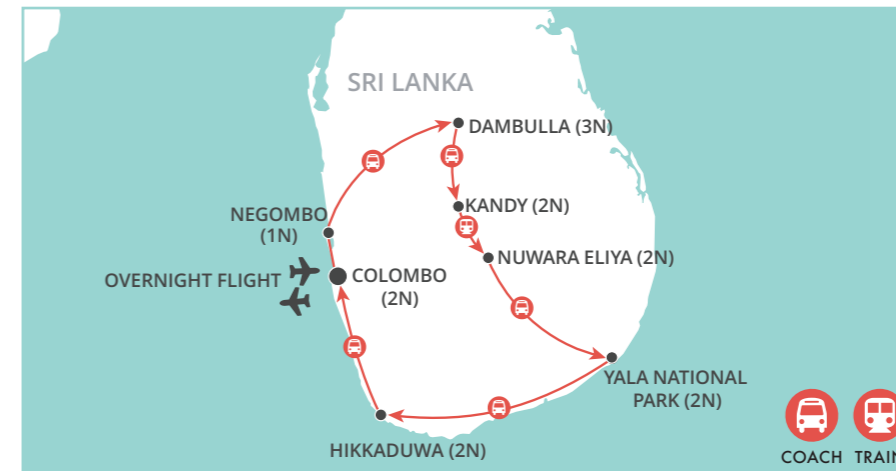 SRI LANKA
DAMBULLA (3N)
KANDY (2N)
NEGOMBO
(1N)
NUWARA ELIYA (2N)
OVERNIGHT FLIGHT
COLOMBO
(2N)
YALA NATIONAL
PARK (2N)
HIKKADUWA (2N)
COACH